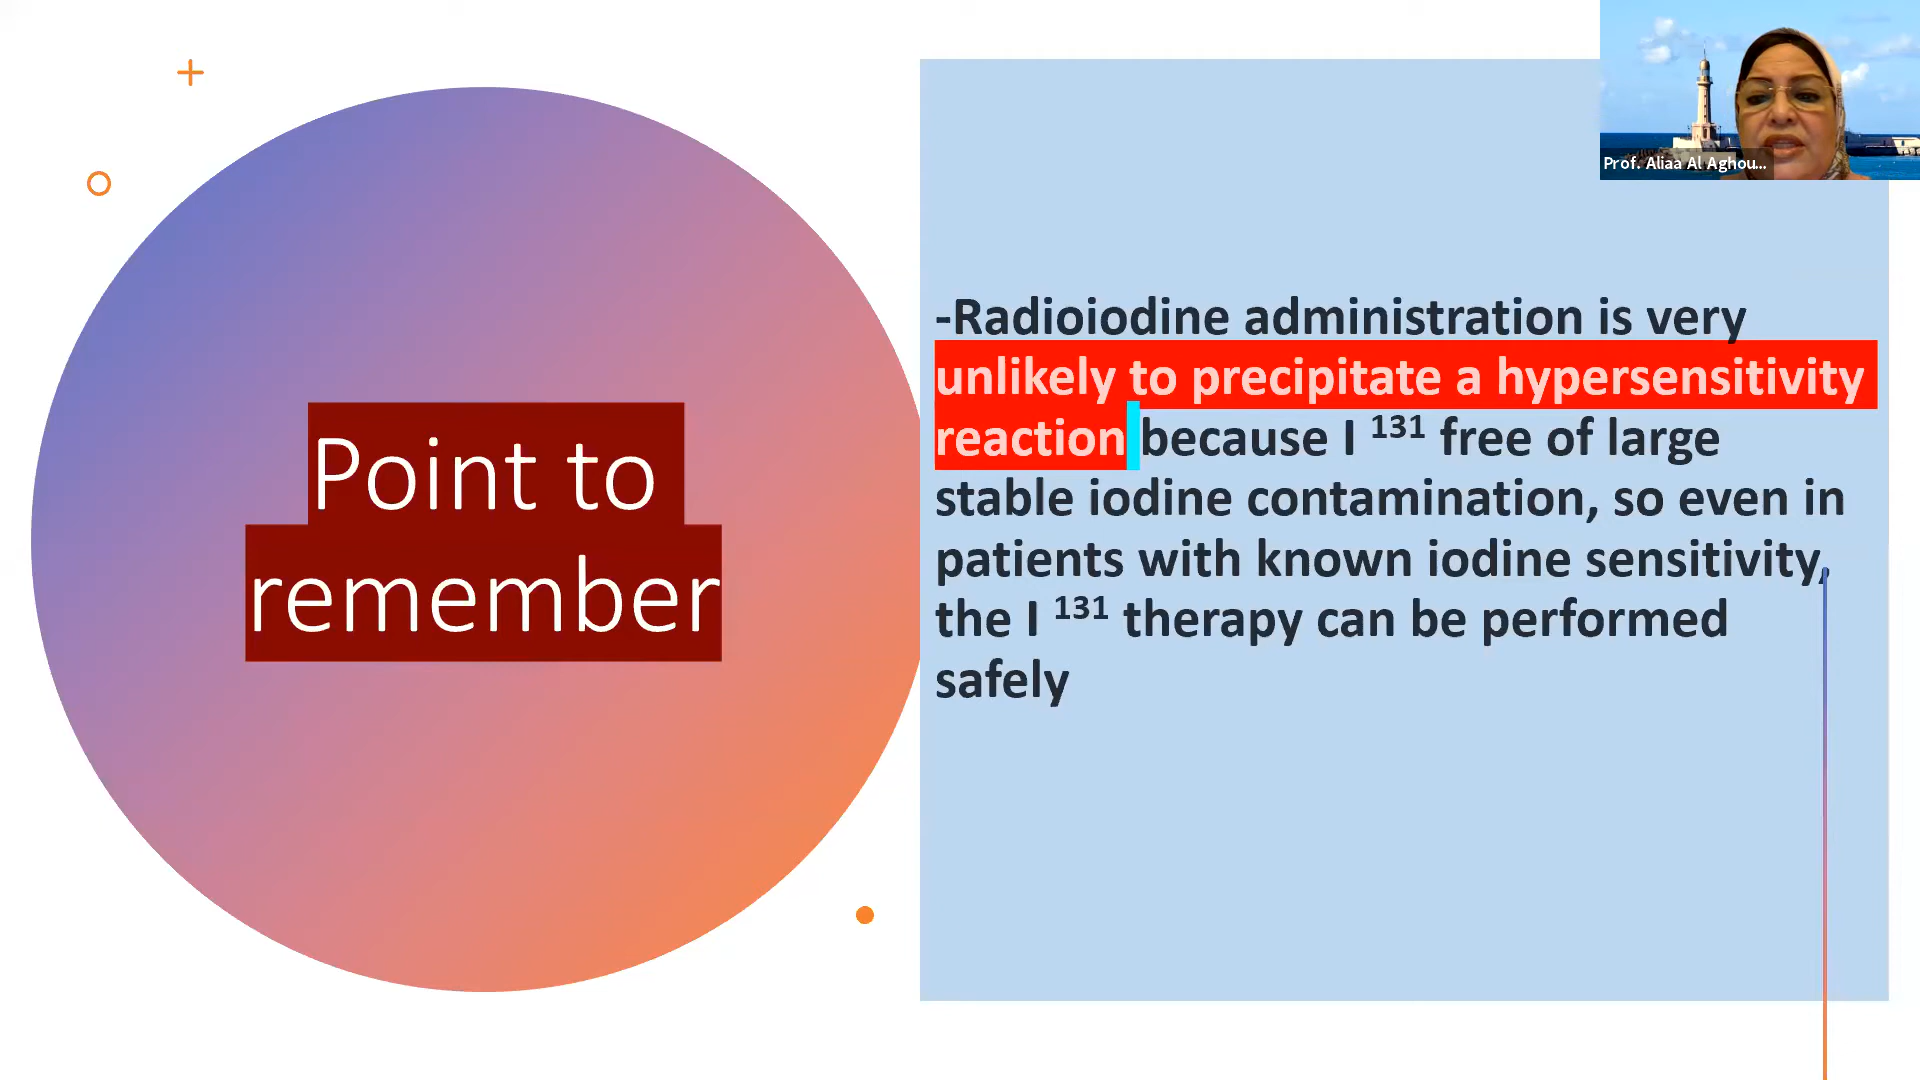 Prof. Aliaa Al Aghou...
Point to
remember
-Radioiodine administration is very
unlikely to precipitate a hypersensitivity
reaction because I 131 free of large
stable iodine contamination, so even in
patients with known iodine sensitivity,
the I 131 therapy can be performed
safely